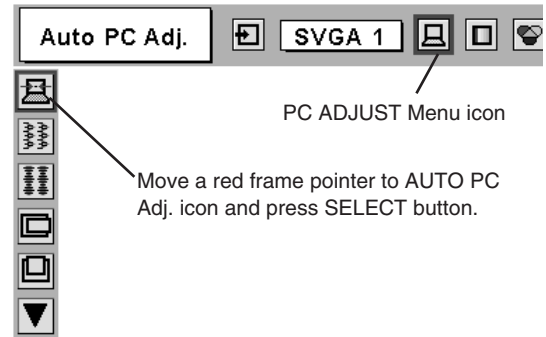 Auto PC Adj.
SVGA 1
PC ADJUST Menu icon
Move a red frame pointer to AUTO PC
Adj. icon and press SELECT button.